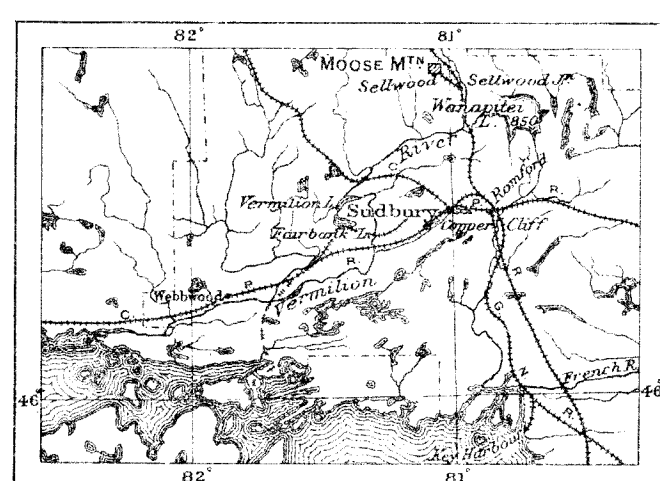 82° 81°
MOOSE MTN
Sellwood Sellwood Jn.
Wanapitei
L. 850
River
C.
Romford
Vermilion L.
Sudbury
P. R.
Copper Cliff
Fairbank L.
R.
P.
Webbwood
Vermilion
C.
P.
C.
N.
French R.
46° 46°
R.
Key Harbour
82° 81°